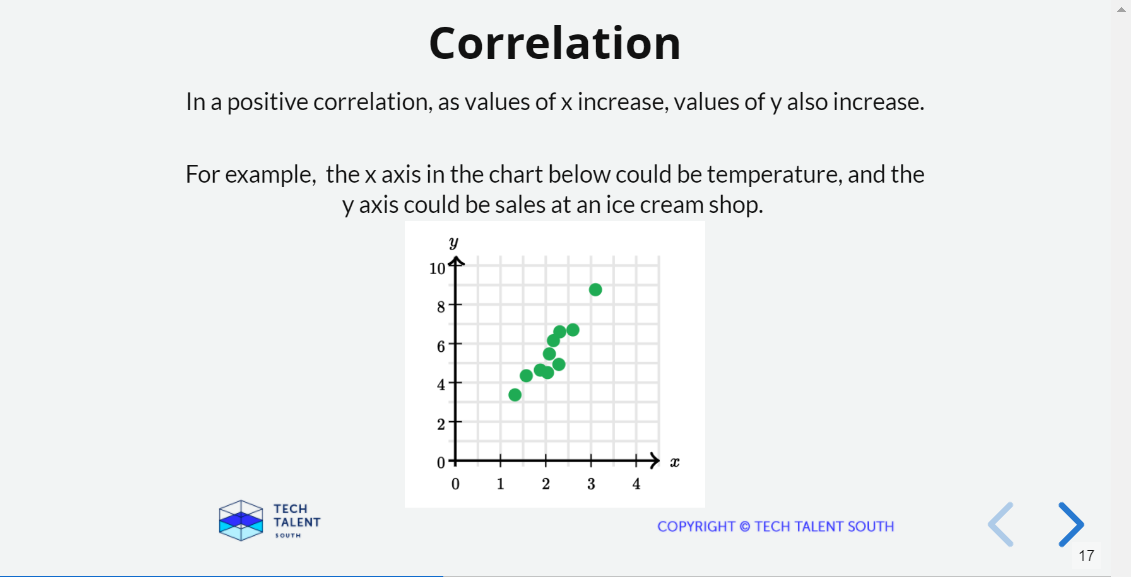 Correlation
In a positive correlation, as values of x increase, values of y also increase.
For example,  the x axis in the chart below could be temperature, and the
y axis could be sales at an ice cream shop.
y
10
8
6
4
2
0
x
0 1 2 3 4
TECH
TALENT
SOUTH
COPYRIGHT © TECH TALENT SOUTH
17